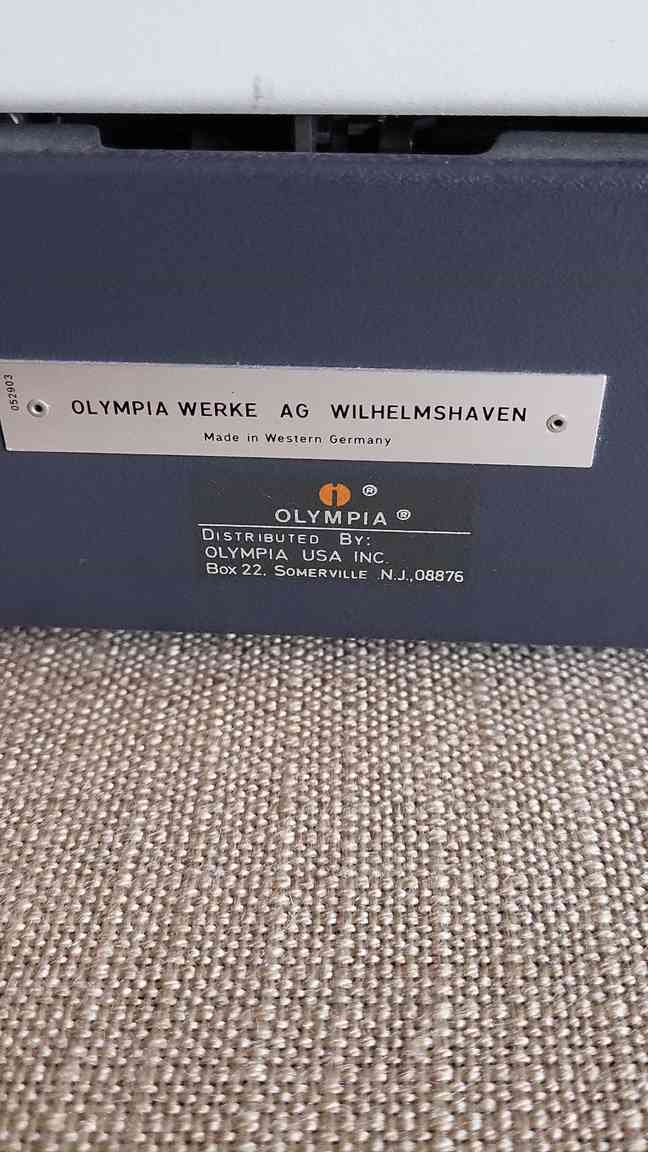 052903
OLYMPIA WERKE AG WILHELMSHAVEN
Made in Western Germany
®
OLYMPIA ®
DISTRIBUTED BY:
OLYMPIA USA INC.
Box 22, SOMERVILLE .N.J.,08876